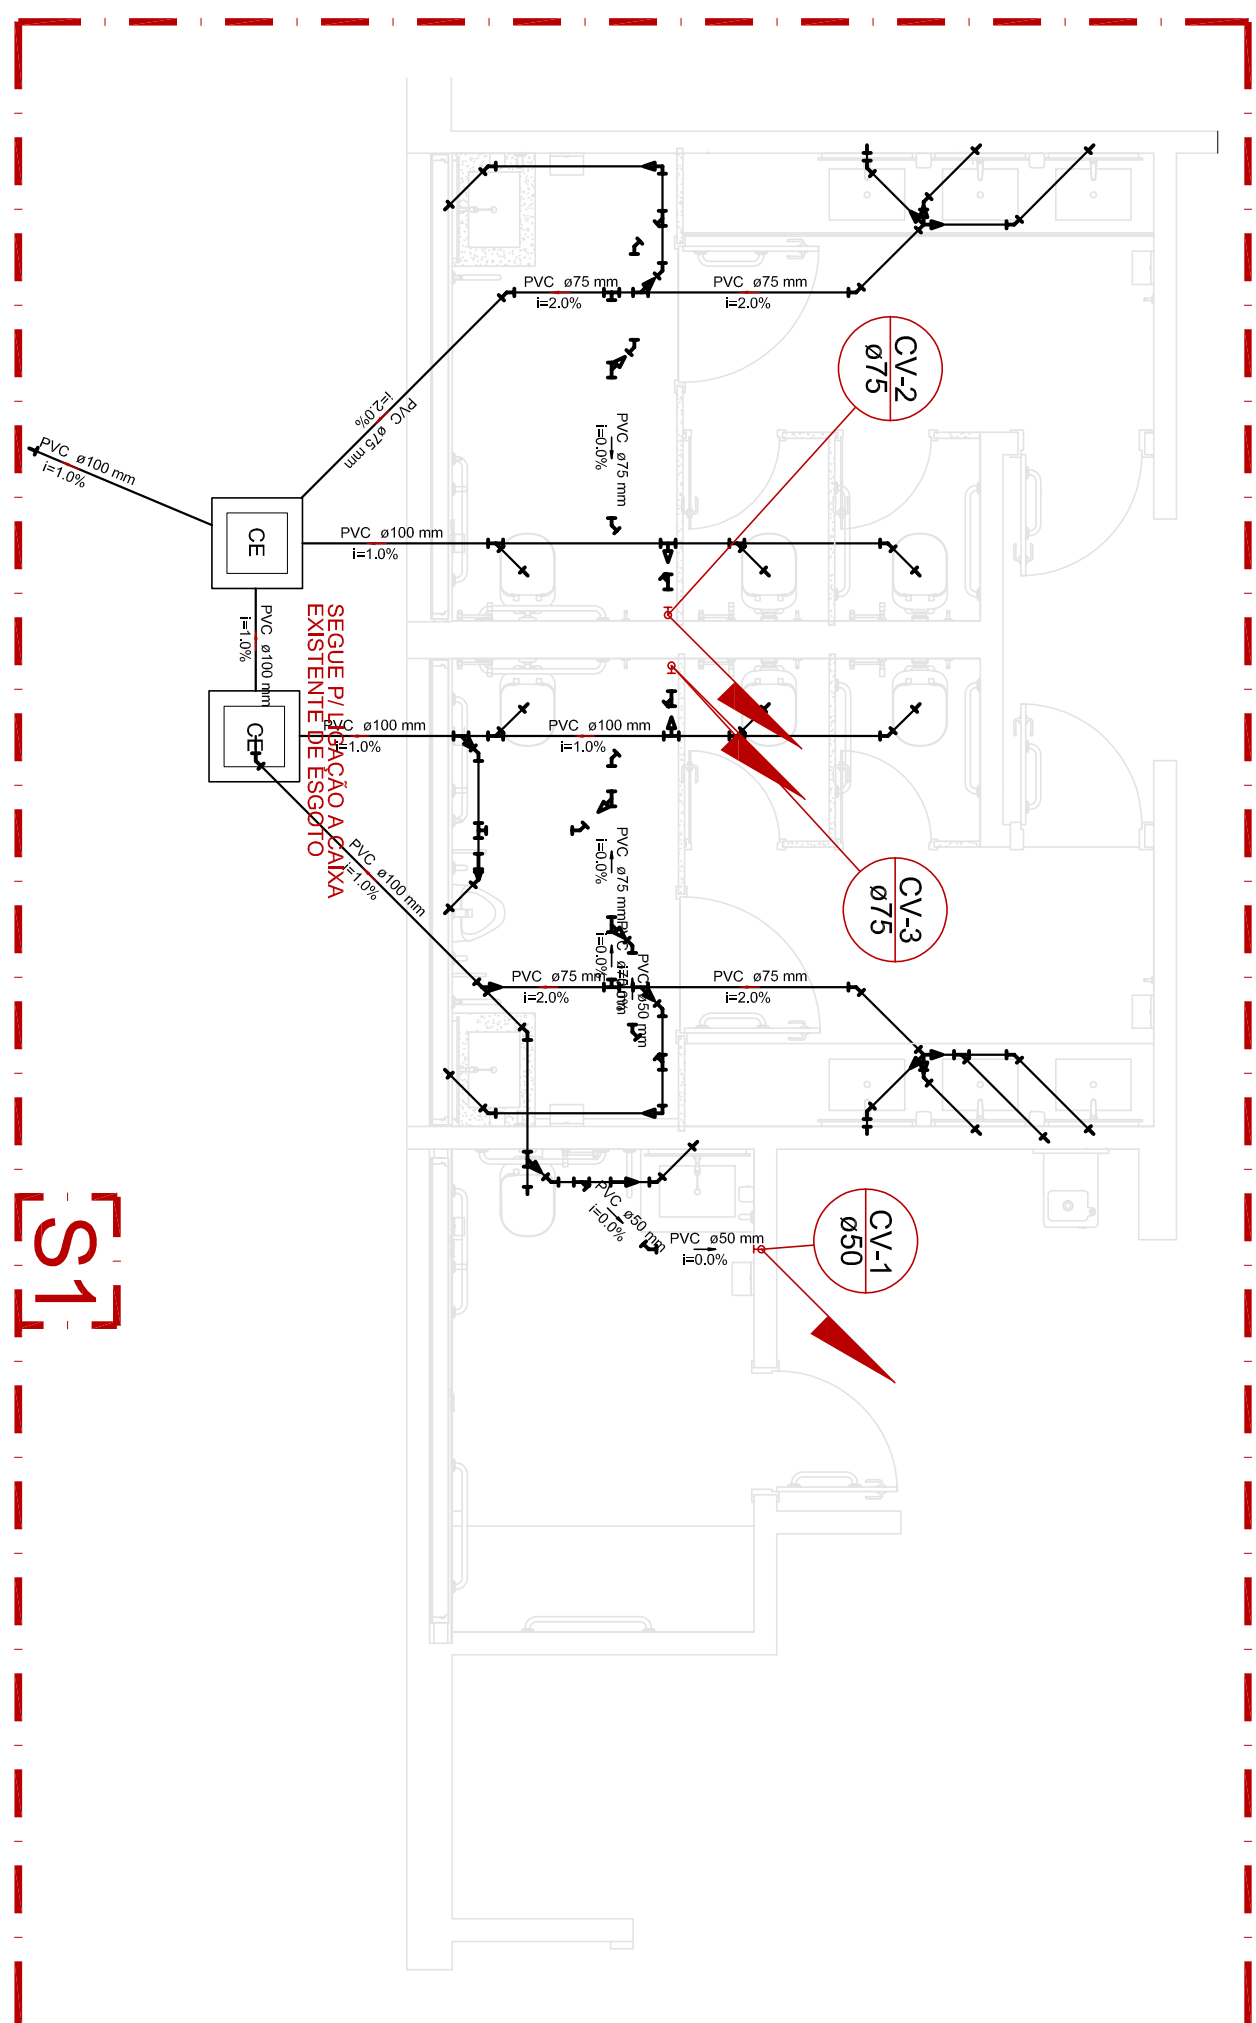 PVC ø75 mm
i=2.0%
PVC ø75 mm
i=2.0%
CV-2
ø75
PVC ø75 mm
i=2.0%
PVC ø75 mm
i=0.0%
PVC ø100 mm
i=1.0%
CE
PVC ø100 mm
i=1.0%
PVC ø100 mm
i=1.0%
SEGUE P/ LIGAÇÃO A CAIXA
EXISTENTE DE ESGOTO
CE
PVC ø100 mm
i=1.0%
PVC ø100 mm
i=1.0%
PVC ø100 mm
i=1.0%
PVC ø75 mm
i=0.0%
CV-3
ø75
PVC ø75 mm
i=2.0%
PVC ø75 mm
i=2.0%
i=0.0%
PVC ø50 mm
PVC ø50 mm
i=0.0%
PVC ø50 mm
i=0.0%
CV-1
ø50
S1